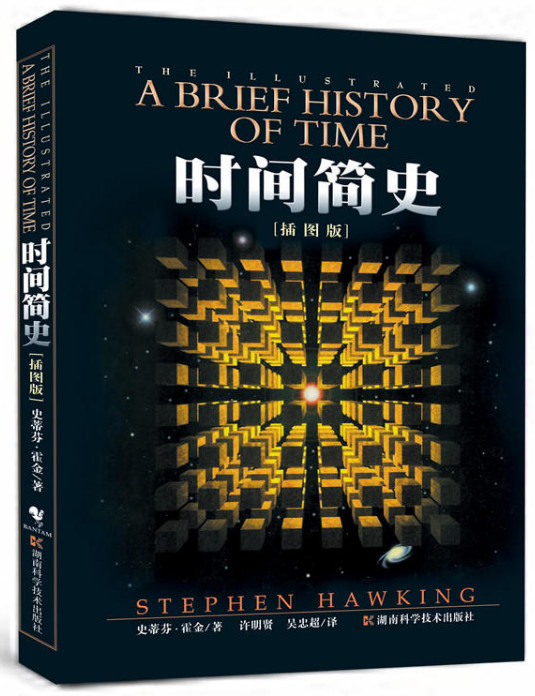 THE ILLUSTRATED
A BRIEF HISTORY
OF TIME
时间简史
[插图版]
STEPHEN HAWKING
史蒂芬·霍金/著 许明贤 吴忠超/译 湖南科学技术出版社
THE ILLUSTRATED
A BRIEF HISTORY OF TIME
时间简史
[插图版]
史蒂芬·霍金/著
BANTAM
湖南科学技术出版社